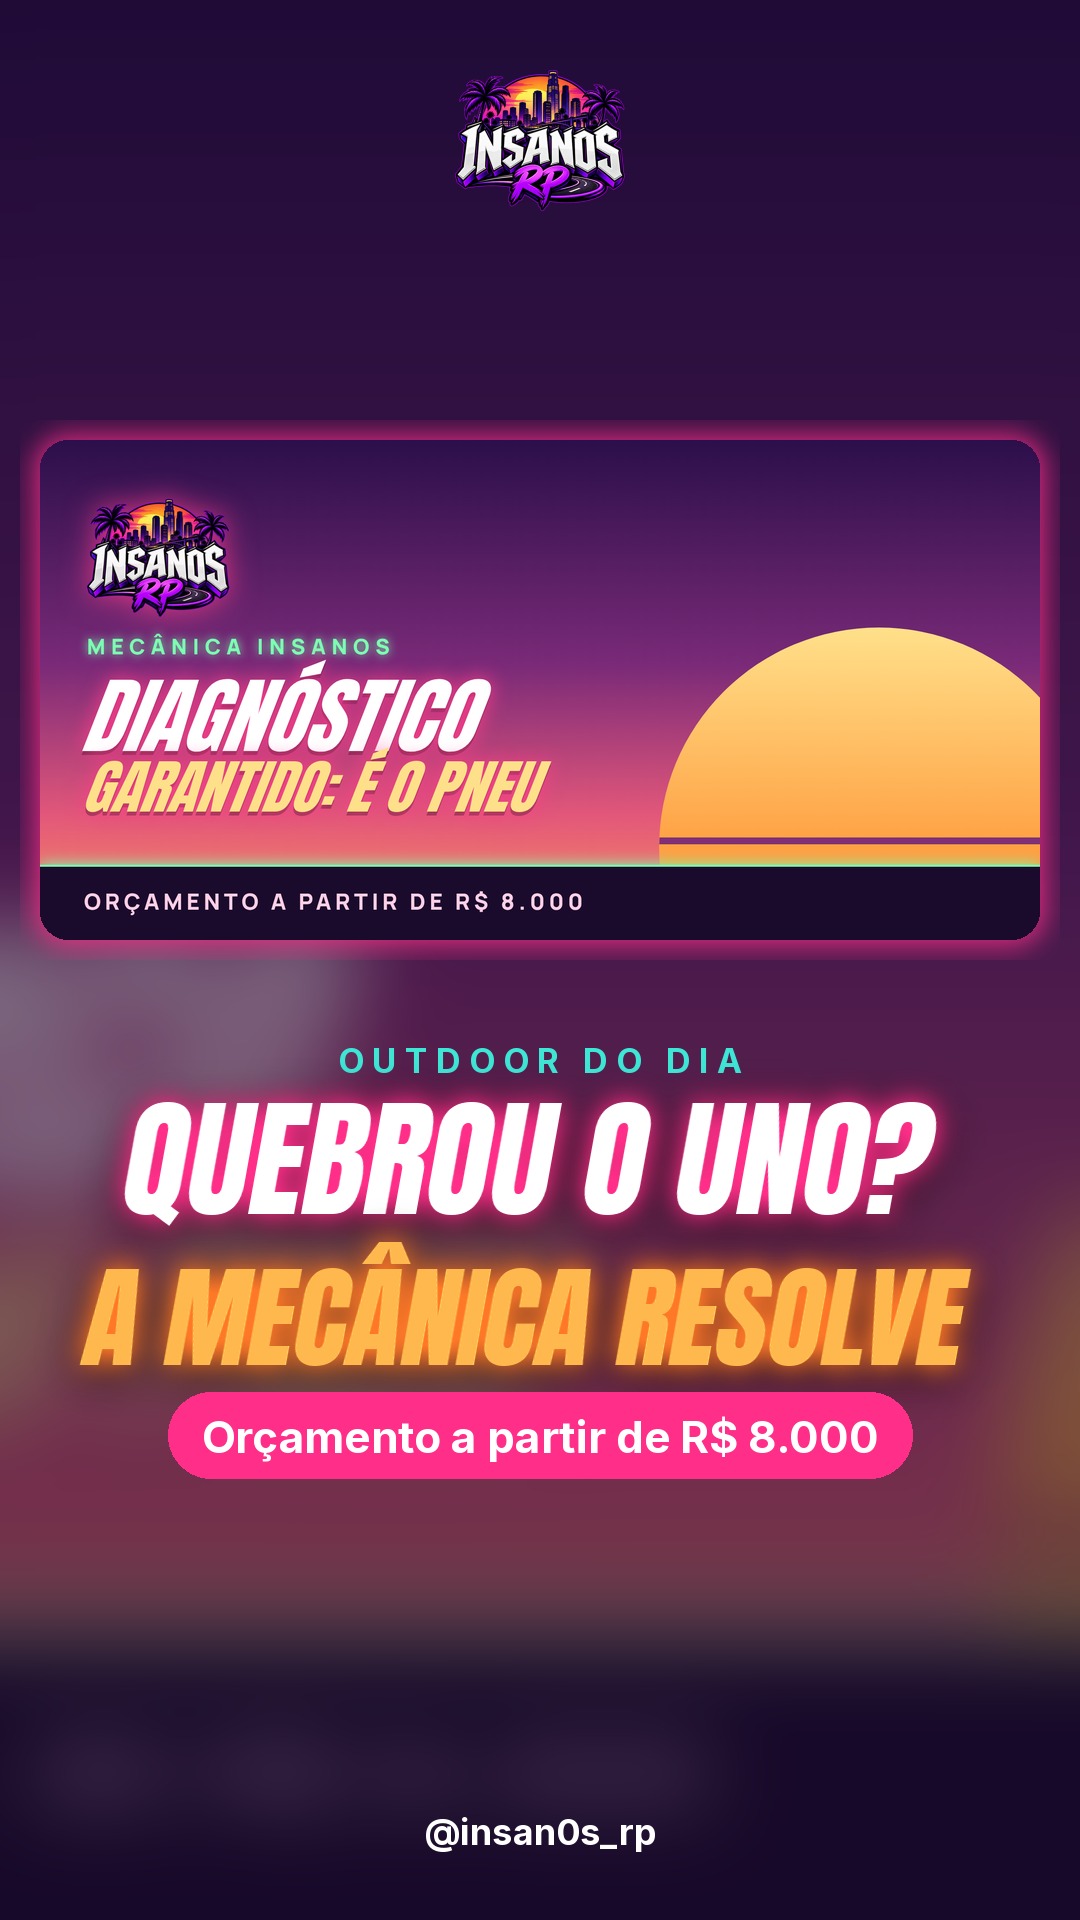 INSANOS
RP
INSANOS
RP
MECÂNICA INSANOS
DIAGNÓSTICO
GARANTIDO: É O PNEU
ORÇAMENTO A PARTIR DE R$ 8.000
OUTDOOR DO DIA
QUEBROU O UNO?
A MECÂNICA RESOLVE
Orçamento a partir de R$ 8.000
@insan0s_rp